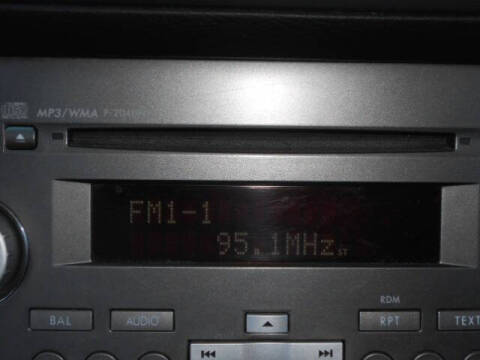 MP3/WMA
FM1-1
95.1MHz ST
RDM
BAL AUDIO RPT TEXT